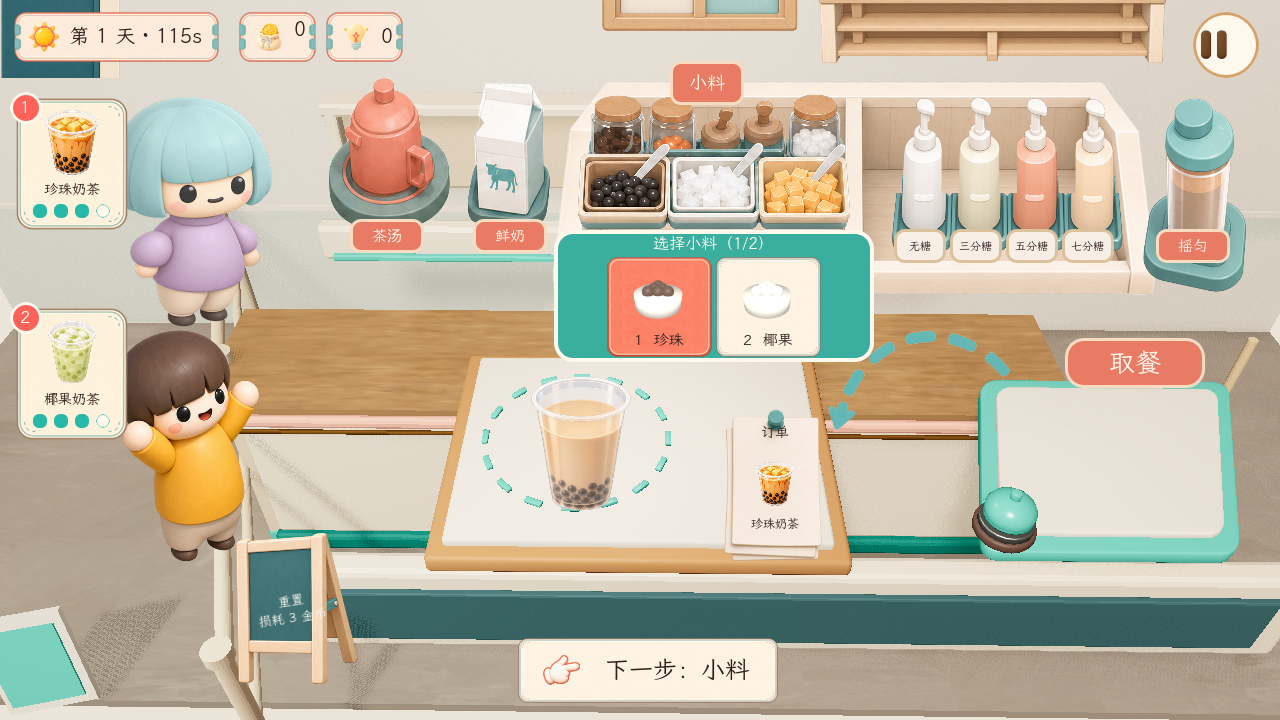 第 1 天·115s
0
0
1
珍珠奶茶
2
椰果奶茶
小料
茶汤
鲜奶
无糖
三分糖
五分糖
七分糖
摇匀
选择小料（1/2）
1 珍珠
2 椰果
取餐
订单
珍珠奶茶
重置
损耗 3 金币
下一步：小料